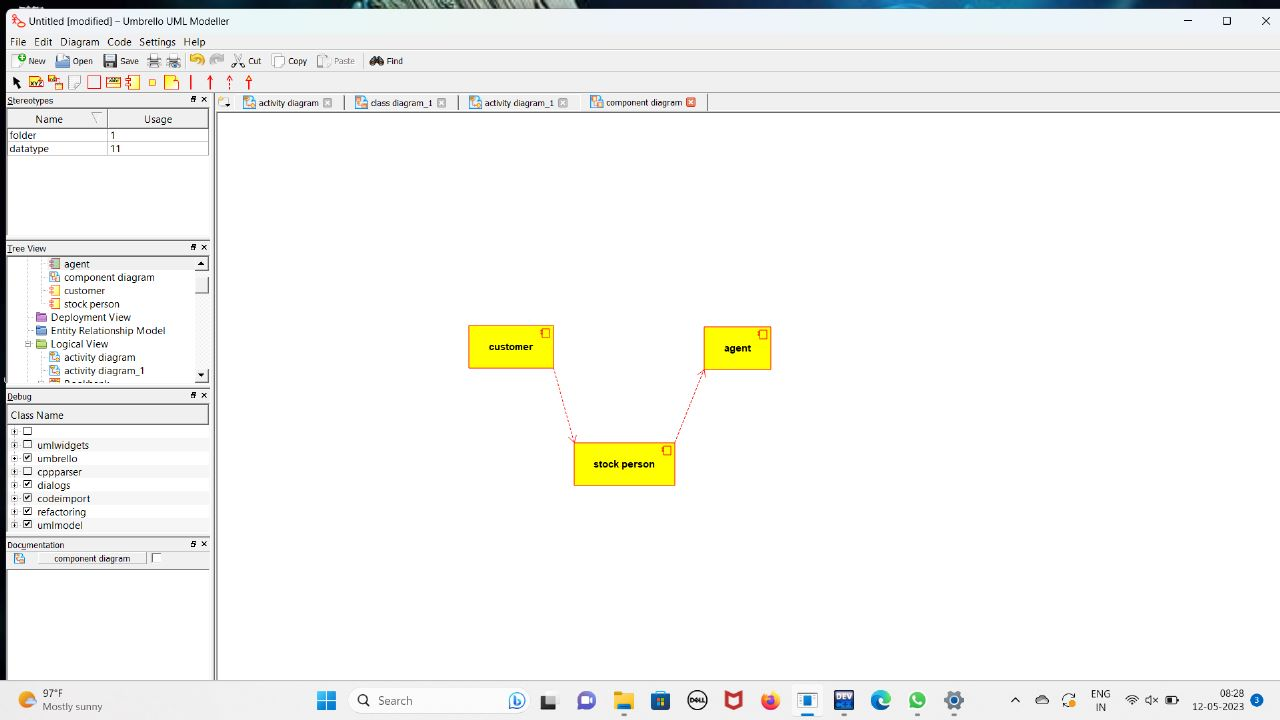 Untitled [modified] – Umbrello UML Modeller
File Edit Diagram Code Settings Help
New Open Save Cut Copy Paste Find
Stereotypes
activity diagram class diagram_1 activity diagram_1 component diagram
Name Usage
folder 1
datatype 11
Tree View
agent
component diagram
customer
stock person
Deployment View
Entity Relationship Model
Logical View
activity diagram
activity diagram_1
customer
agent
stock person
Debug
Class Name
umlwidgets
umbrello
cppparser
dialogs
codeimport
refactoring
umlmodel
Documentation
component diagram
97°F
Mostly sunny
Search
DELL
DEV
ENG
IN
08:28
12-05-2023
3